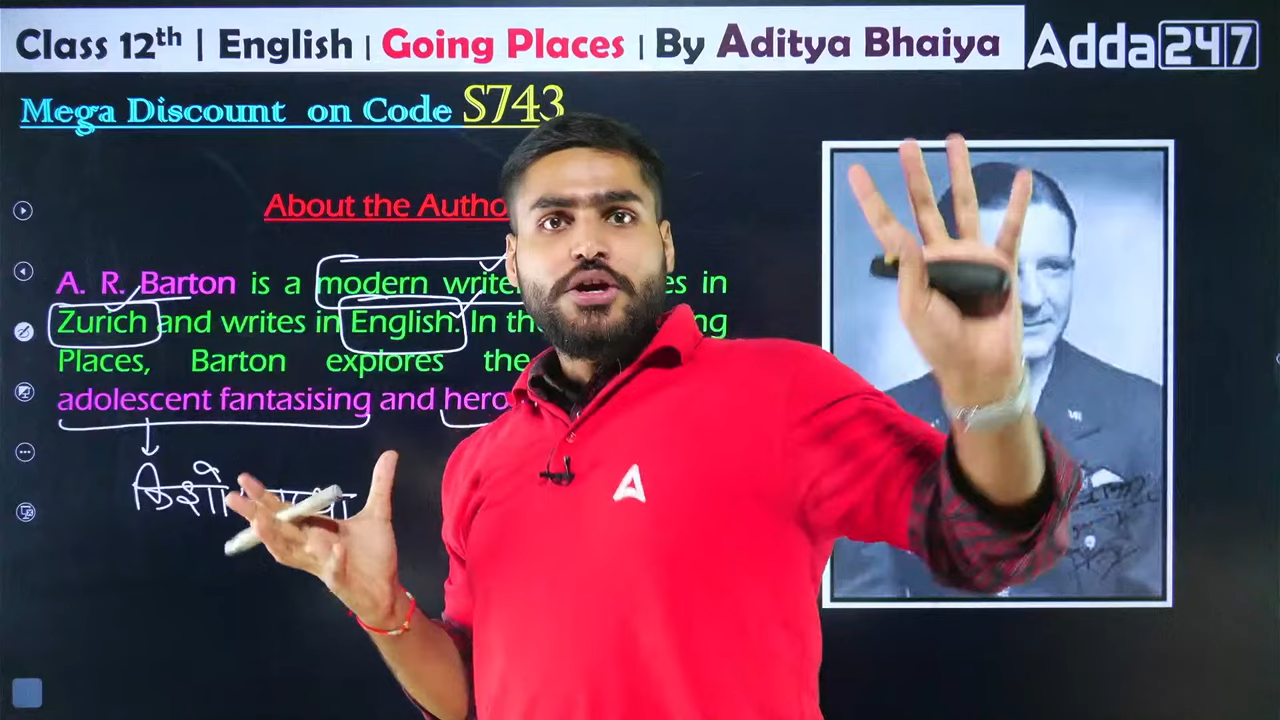 Class 12th | English | Going Places | By Aditya Bhaiya Adda247
Mega Discount on Code S743
About the Autho
A. R. Barton is a modern write es in
Zurich and writes in English. In th ng
Places, Barton explores the
adolescent fantasising and hero